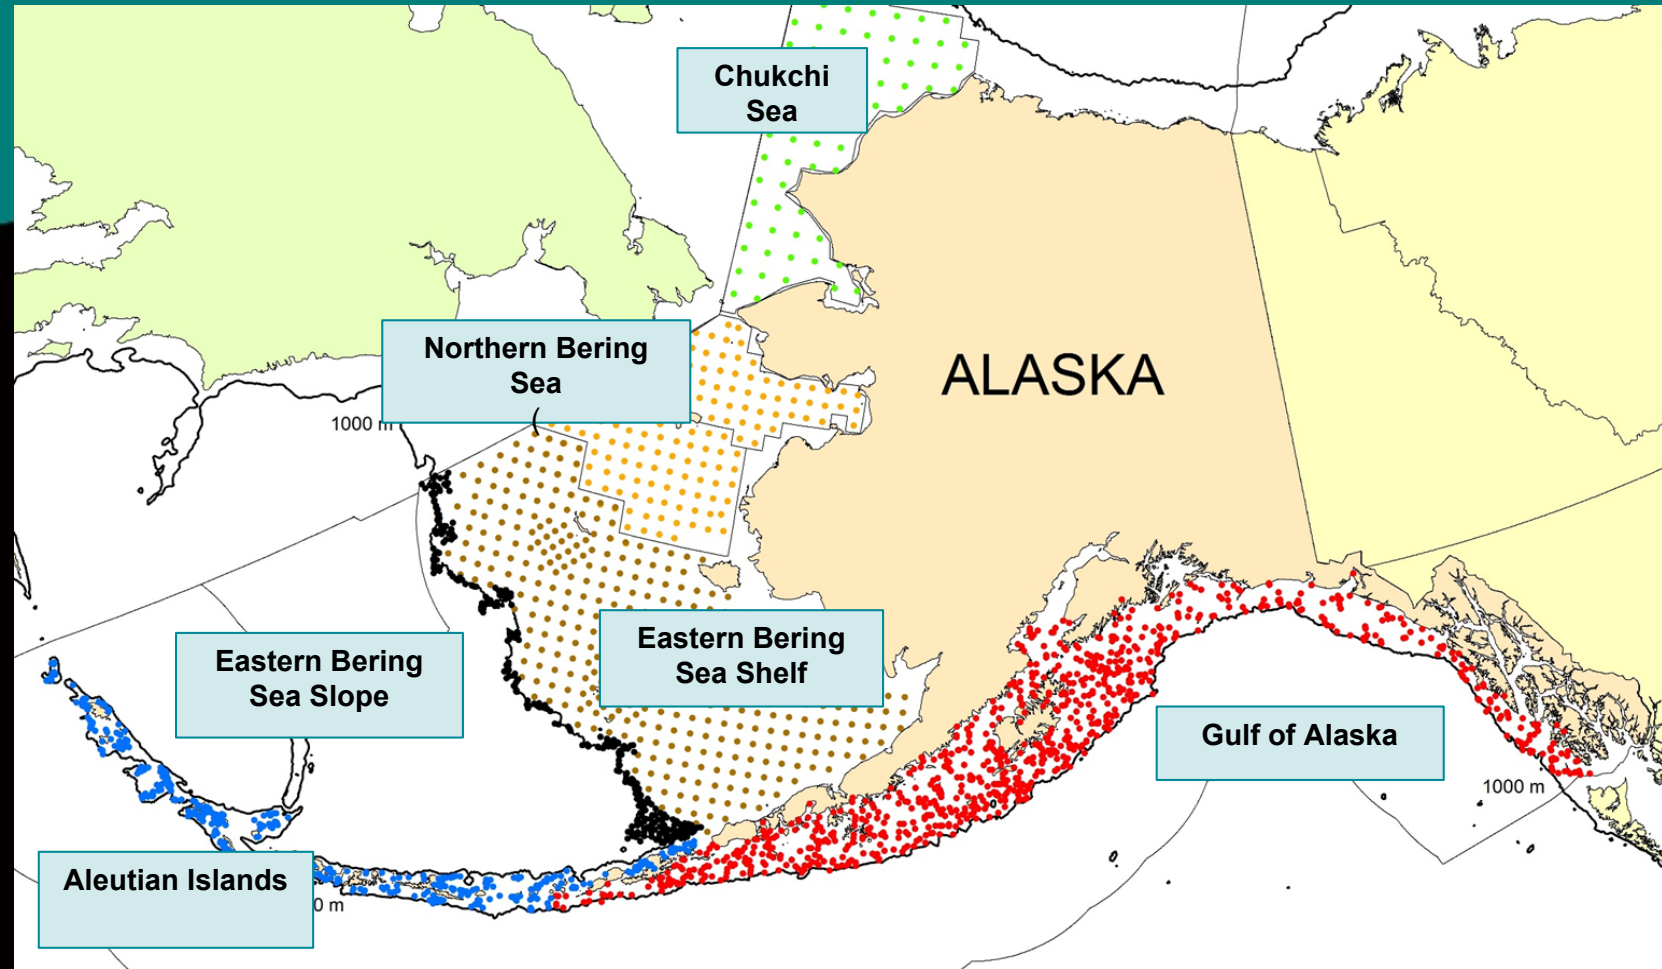 Chukchi
Sea
Northern Bering
Sea
ALASKA
1000 m
Eastern Bering
Sea Slope
Eastern Bering
Sea Shelf
Gulf of Alaska
1000 m
Aleutian Islands
0 m